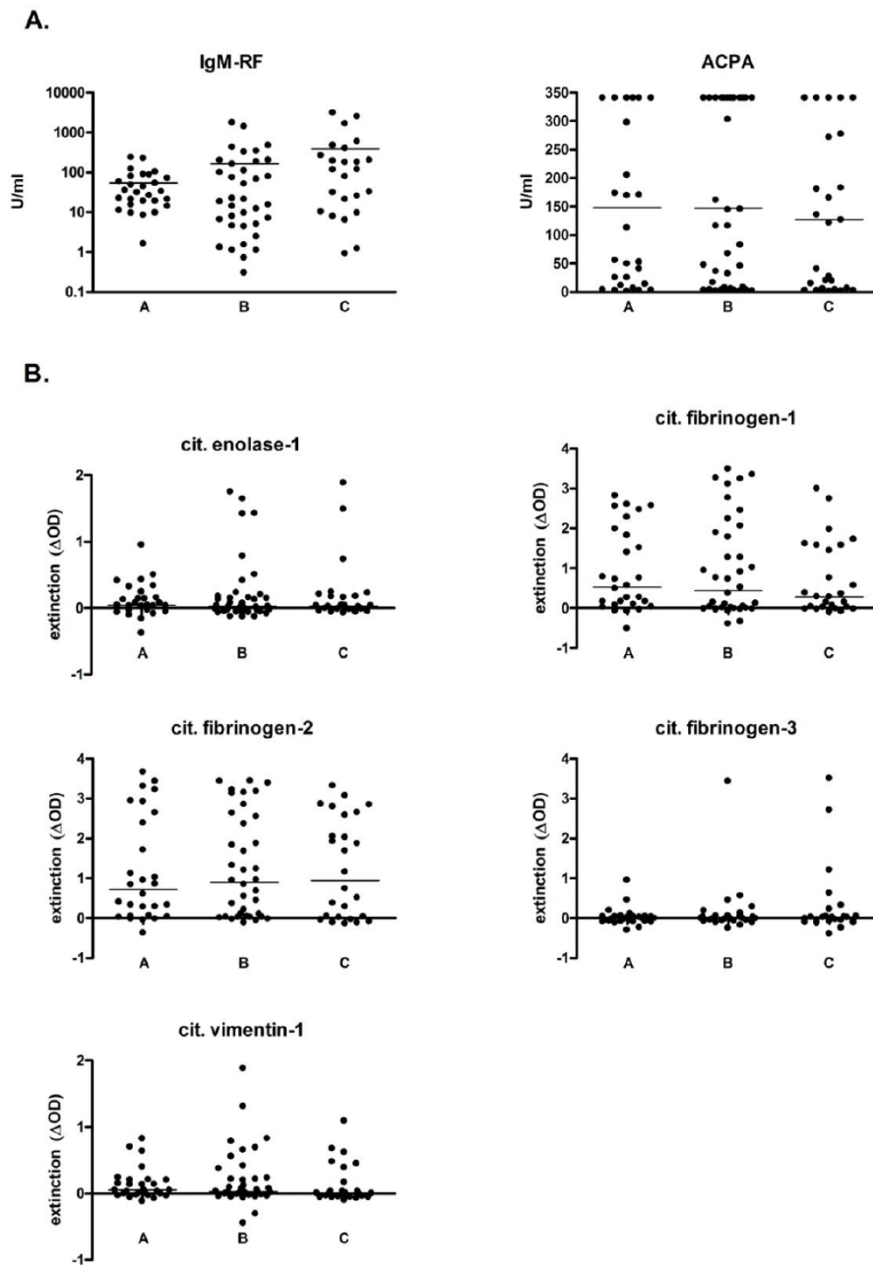 A.
IgM-RF
U/ml
10000
1000
100
10
1
0.1
A B C
ACPA
350
300
250
200
150
100
50
0
A B C
B.
cit. enolase-1
extinction (ΔOD)
2
1
0
-1
A B C
cit. fibrinogen-1
extinction (ΔOD)
4
3
2
1
0
-1
A B C
cit. fibrinogen-2
extinction (ΔOD)
4
3
2
1
0
-1
A B C
cit. fibrinogen-3
extinction (ΔOD)
4
3
2
1
0
-1
A B C
cit. vimentin-1
extinction (ΔOD)
2
1
0
-1
A B C